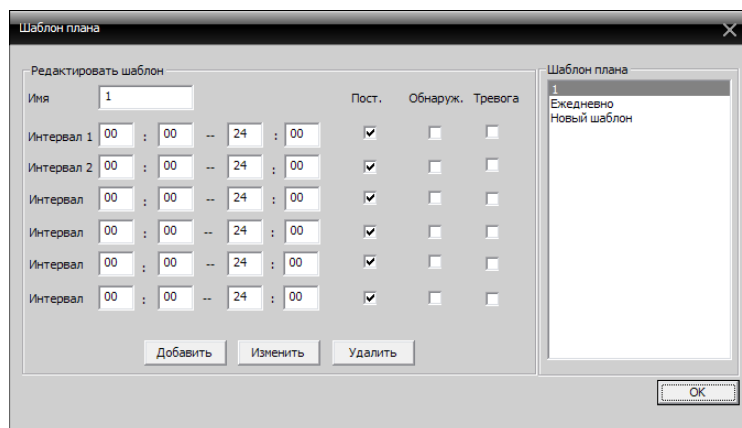 Шаблон плана
Редактировать шаблон
Имя 1 Пост. Обнаруж. Тревога
Интервал 1 00 : 00 -- 24 : 00
Интервал 2 00 : 00 -- 24 : 00
Интервал 00 : 00 -- 24 : 00
Интервал 00 : 00 -- 24 : 00
Интервал 00 : 00 -- 24 : 00
Интервал 00 : 00 -- 24 : 00
Добавить Изменить Удалить
Шаблон плана
1
Ежедневно
Новый шаблон
OK